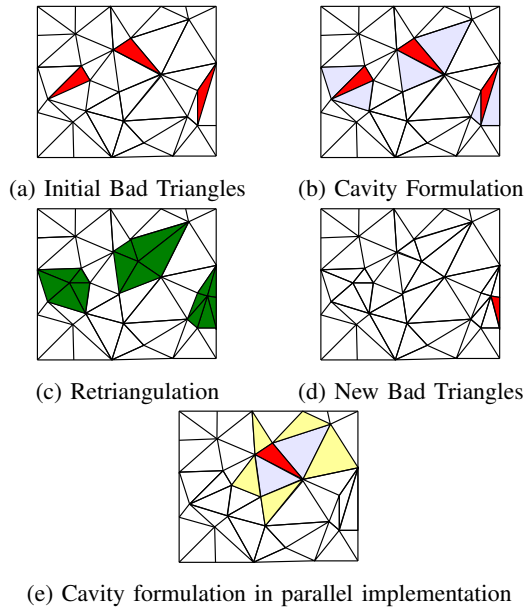 (a) Initial Bad Triangles
(b) Cavity Formulation
(c) Retriangulation
(d) New Bad Triangles
(e) Cavity formulation in parallel implementation